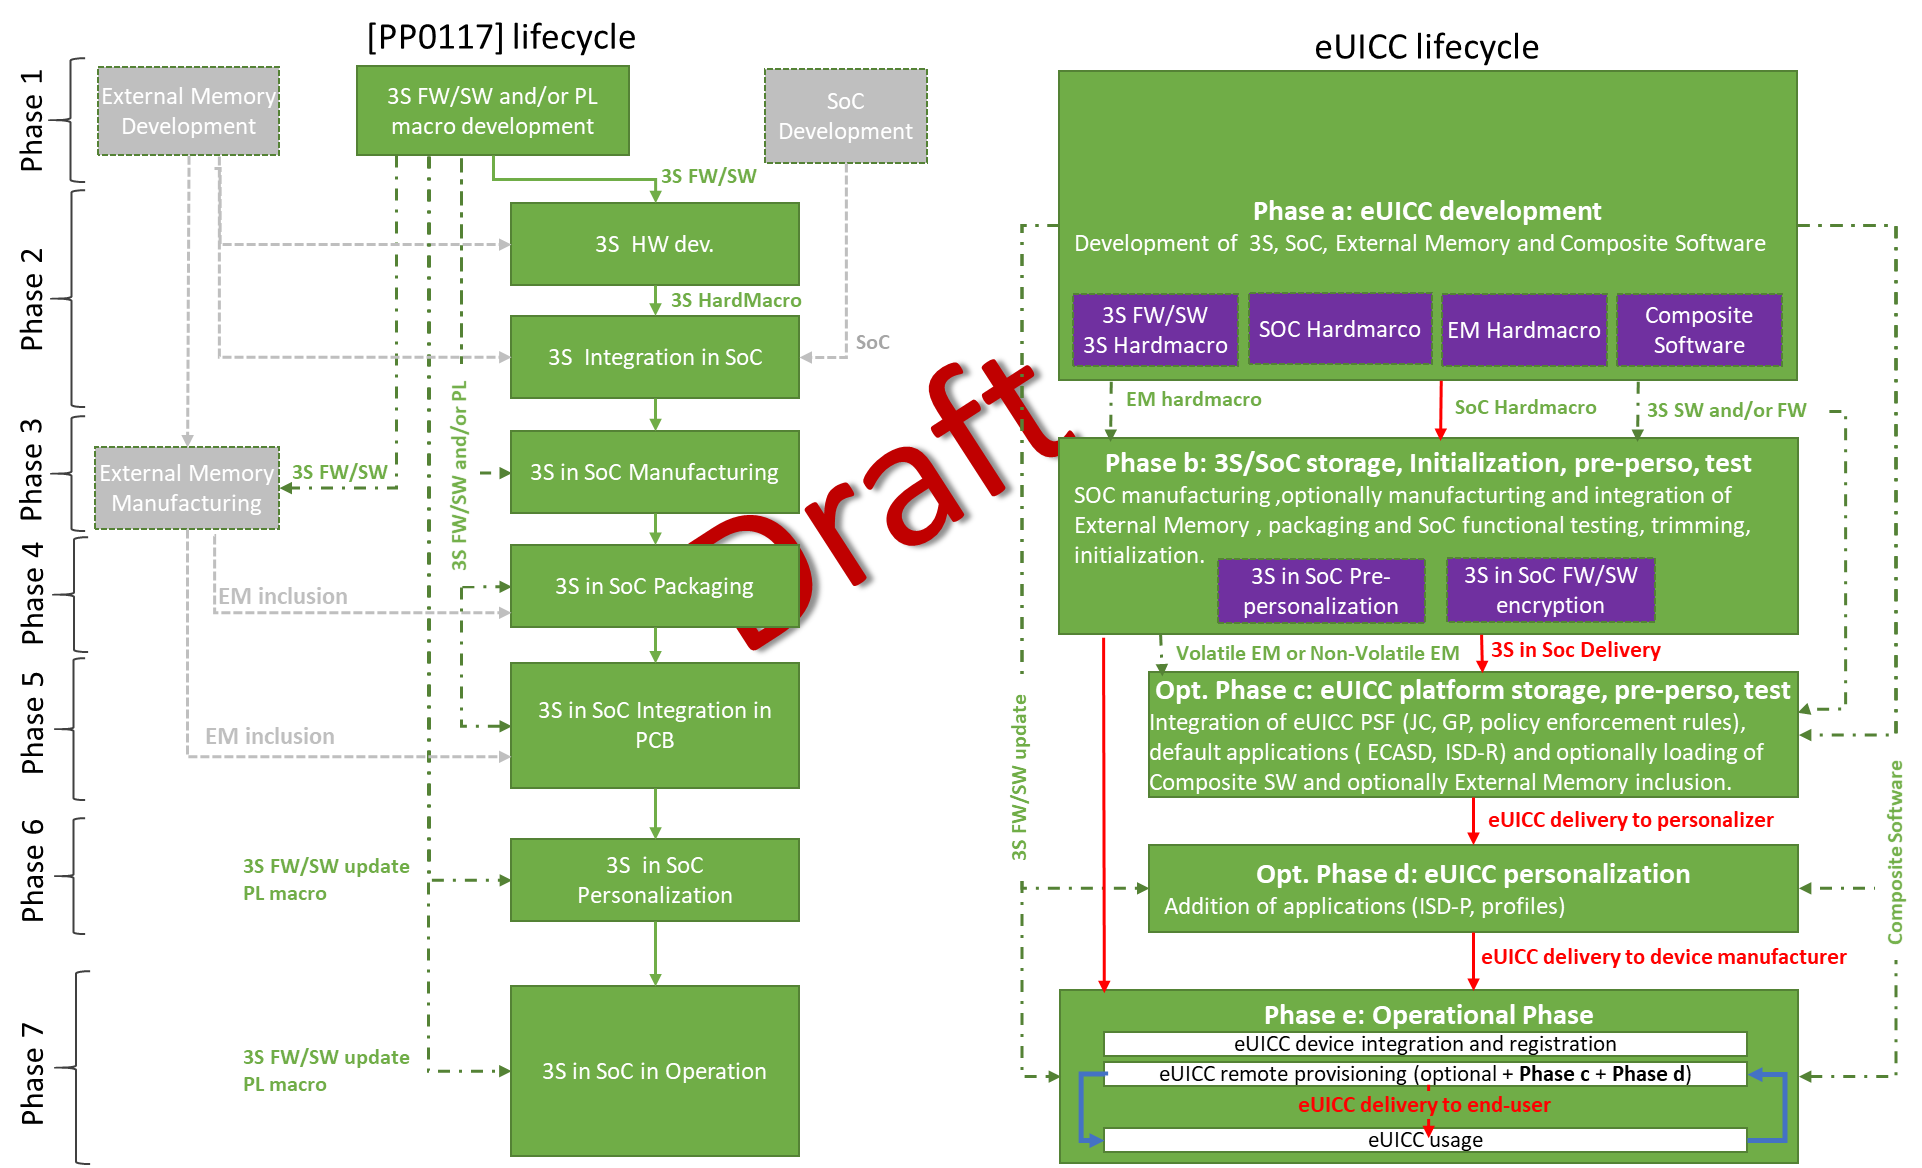 [PP0117] lifecycle
Phase 1
External Memory
Development
3S FW/SW and/or PL
macro development
SoC
Development
3S FW/SW
Phase 2
3S HW dev.
3S HardMacro
3S Integration in SoC
SoC
3S FW/SW and/or PL
Phase 3
External Memory
Manufacturing
3S FW/SW
3S in SoC Manufacturing
Phase 4
3S in SoC Packaging
EM inclusion
Phase 5
3S in SoC Integration in
PCB
EM inclusion
Phase 6
3S FW/SW update
PL macro
3S in SoC
Personalization
Phase 7
3S FW/SW update
PL macro
3S in SoC in Operation
Draft
eUICC lifecycle
Phase a: eUICC development
Development of 3S, SoC, External Memory and Composite Software
3S FW/SW
3S Hardmacro
SOC Hardmarco
EM Hardmacro
Composite
Software
EM hardmacro
SoC Hardmacro
3S SW and/or FW
Phase b: 3S/SoC storage, Initialization, pre-perso, test
SOC manufacturing ,optionally manufacturting and integration of
External Memory , packaging and SoC functional testing, trimming,
initialization.
3S in SoC Pre-
personalization
3S in SoC FW/SW
encryption
Volatile EM or Non-Volatile EM
3S in Soc Delivery
Opt. Phase c: eUICC platform storage, pre-perso, test
Integration of eUICC PSF (JC, GP, policy enforcement rules),
default applications ( ECASD, ISD-R) and optionally loading of
Composite SW and optionally External Memory inclusion.
3S FW/SW update
Composite Software
eUICC delivery to personalizer
Opt. Phase d: eUICC personalization
Addition of applications (ISD-P, profiles)
eUICC delivery to device manufacturer
Phase e: Operational Phase
eUICC device integration and registration
eUICC remote provisioning (optional + Phase c + Phase d)
eUICC delivery to end-user
eUICC usage